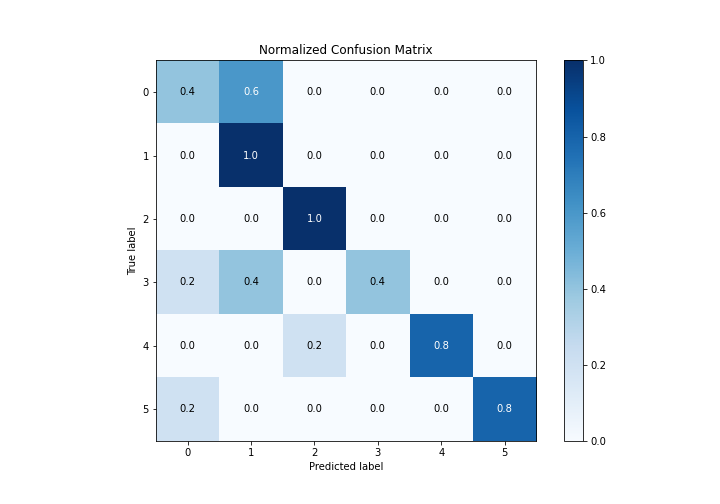 Normalized Confusion Matrix
1.0
0 0.4 0.6 0.0 0.0 0.0 0.0
0.8
1 0.0 1.0 0.0 0.0 0.0 0.0
2 0.0 0.0 1.0 0.0 0.0 0.0
0.6
True label
3 0.2 0.4 0.0 0.4 0.0 0.0
0.4
4 0.0 0.0 0.2 0.0 0.8 0.0
0.2
5 0.2 0.0 0.0 0.0 0.0 0.8
0.0
0 1 2 3 4 5
Predicted label